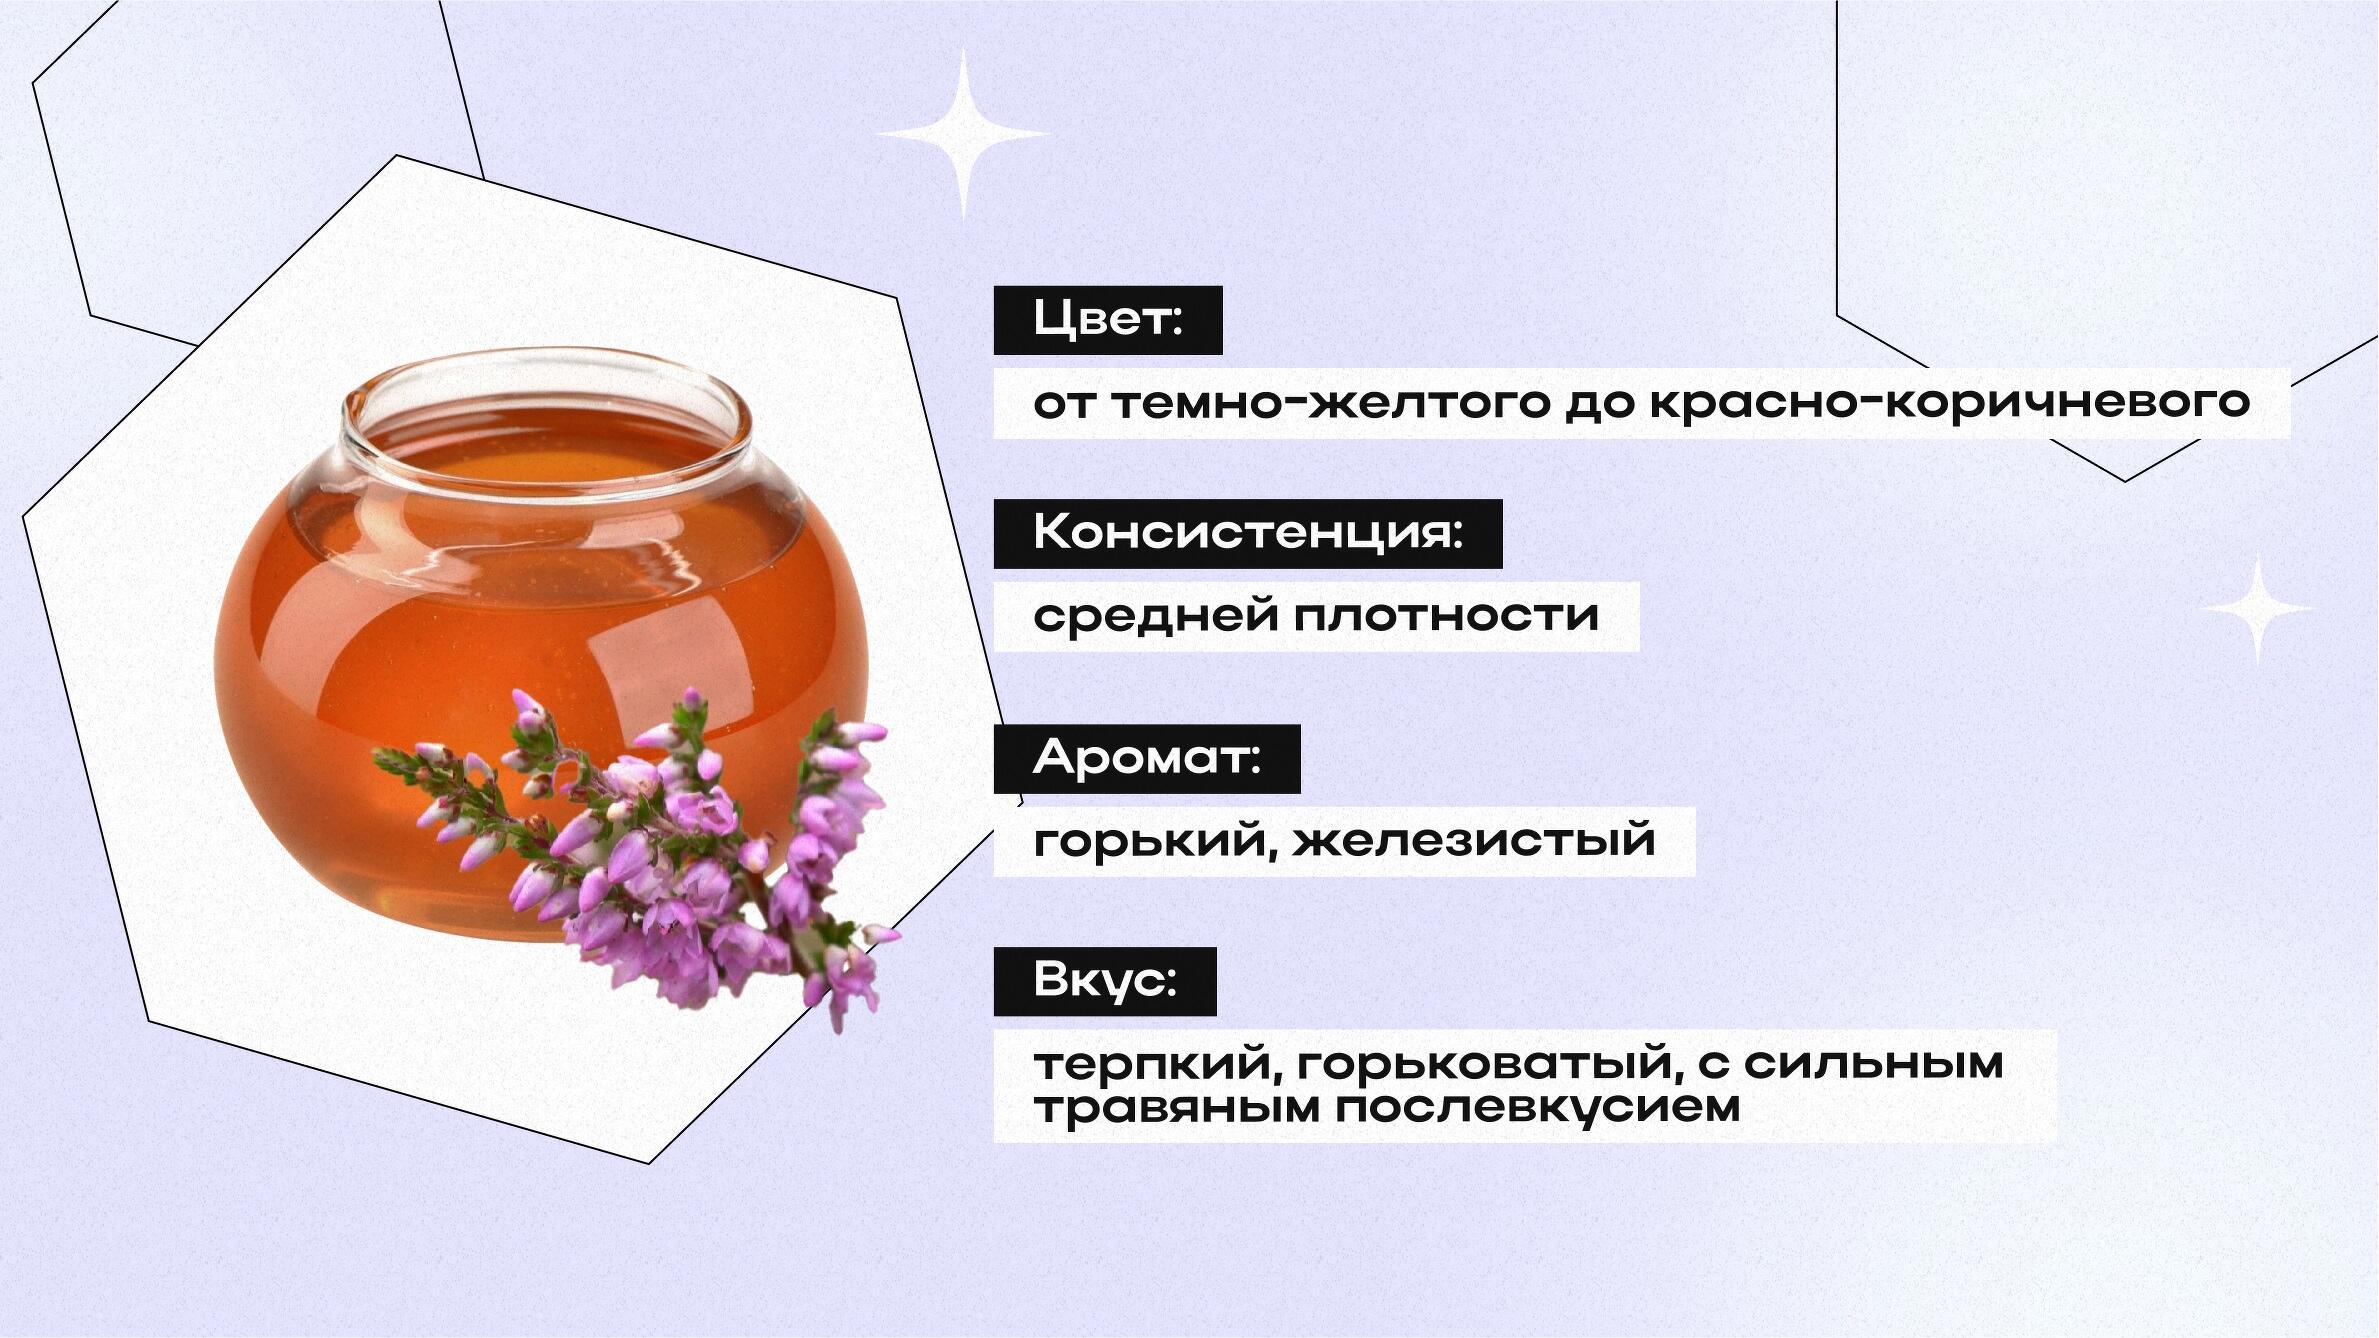 Цвет:
от темно-желтого до красно-коричневого
Консистенция:
средней плотности
Аромат:
горький, железистый
Вкус:
терпкий, горьковатый, с сильным
травяным послевкусием